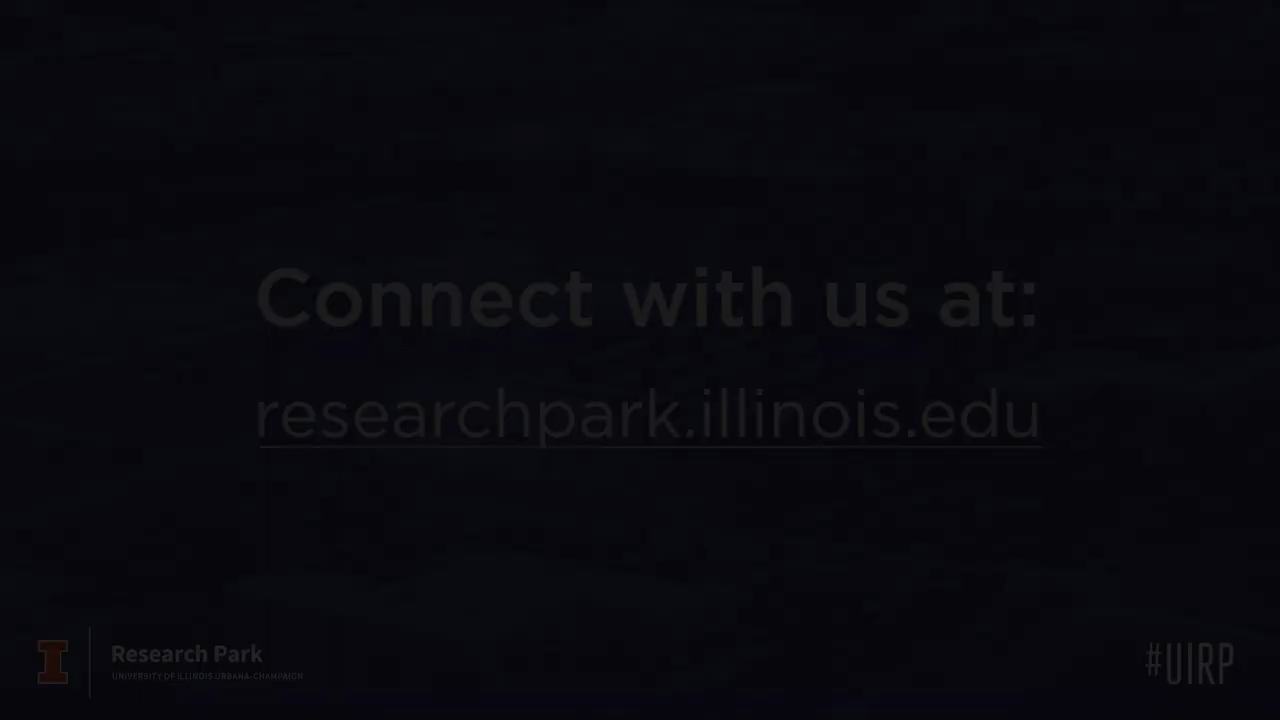 Connect with us at:
researchpark.illinois.edu
Research Park
UNIVERSITY OF ILLINOIS URBANA-CHAMPAIGN
#UIRP